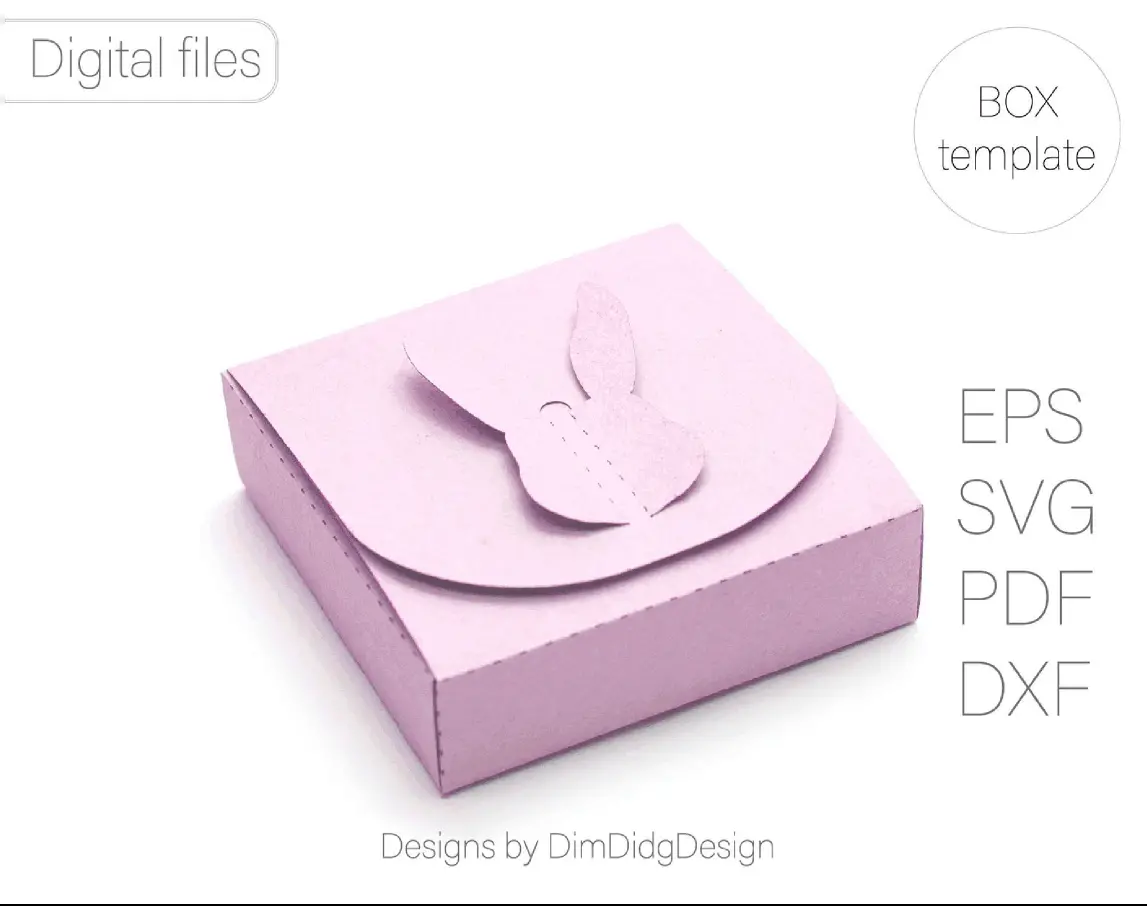 Digital files
BOX
template
EPS
SVG
PDF
DXF
Designs by DimDidgDesign